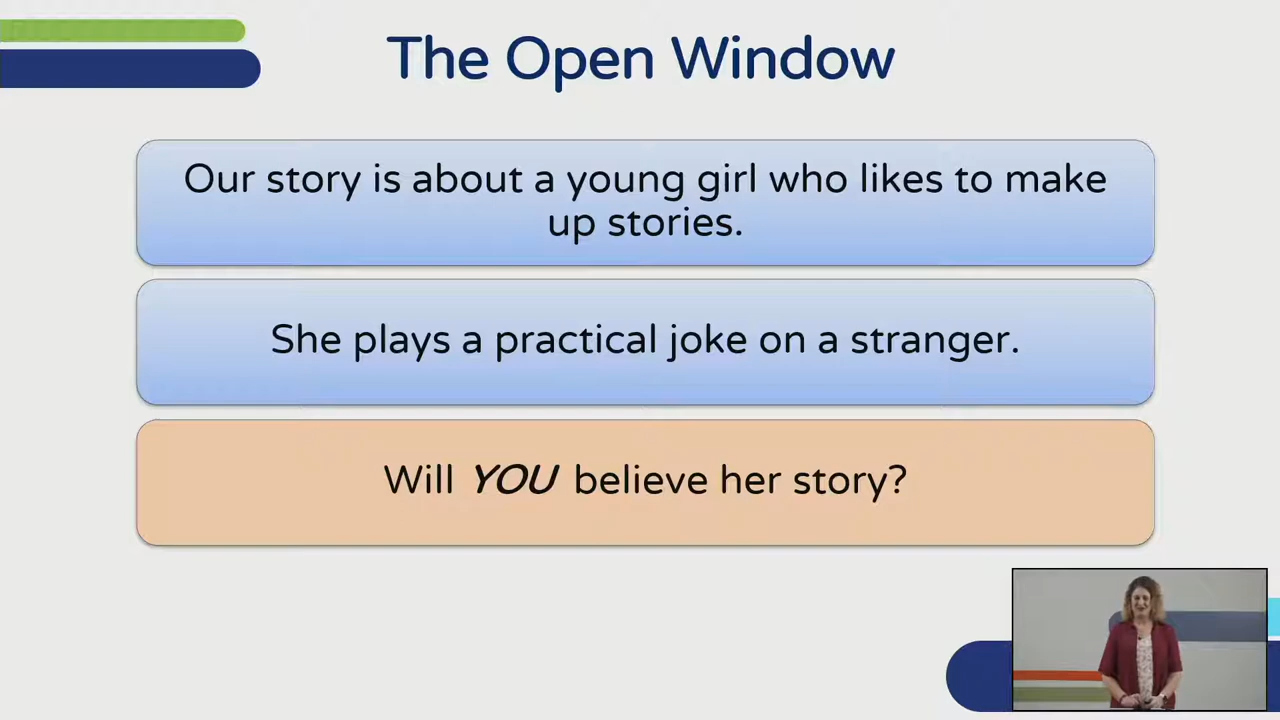 The Open Window
Our story is about a young girl who likes to make
up stories.
She plays a practical joke on a stranger.
Will YOU believe her story?